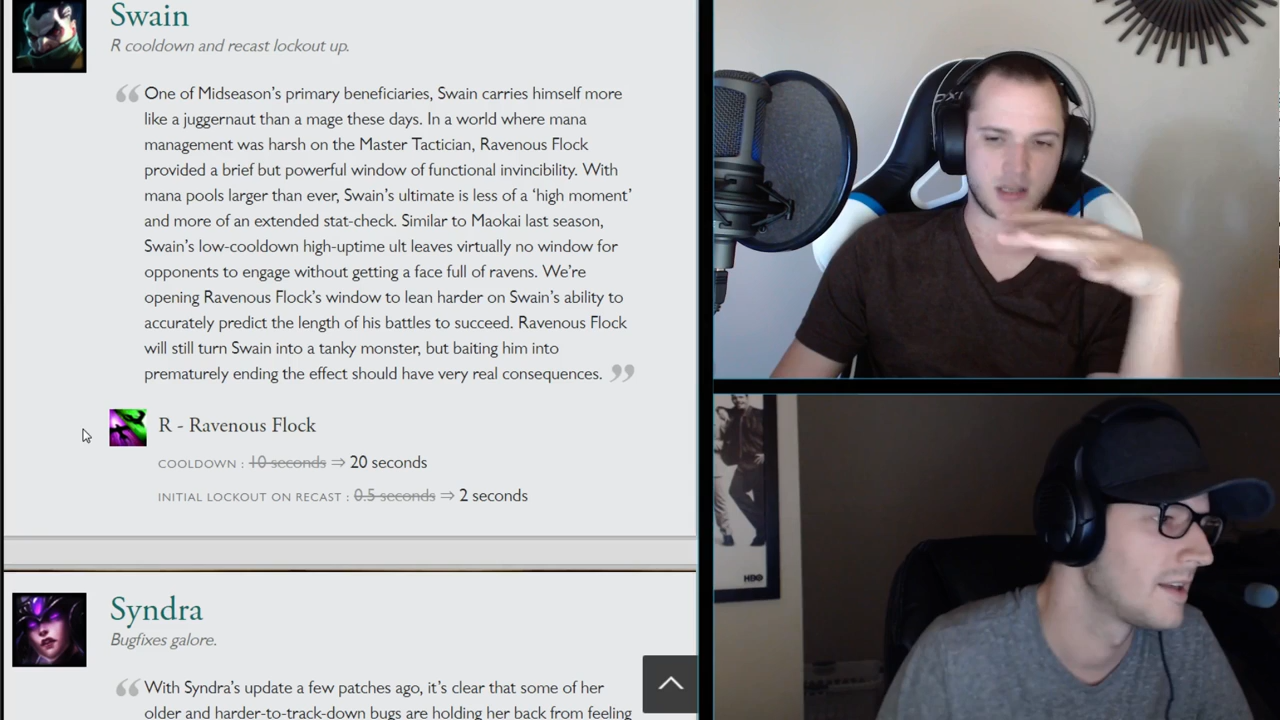 Swain
R cooldown and recast lockout up.
“ One of Midseason’s primary beneficiaries, Swain carries himself more
like a juggernaut than a mage these days. In a world where mana
management was harsh on the Master Tactician, Ravenous Flock
provided a brief but powerful window of functional invincibility. With
mana pools larger than ever, Swain’s ultimate is less of a ‘high moment’
and more of an extended stat-check. Similar to Maokai last season,
Swain’s low-cooldown high-uptime ult leaves virtually no window for
opponents to engage without getting a face full of ravens. We’re
opening Ravenous Flock’s window to lean harder on Swain’s ability to
accurately predict the length of his battles to succeed. Ravenous Flock
will still turn Swain into a tanky monster, but baiting him into
prematurely ending the effect should have very real consequences. ”
R - Ravenous Flock
COOLDOWN : 10 seconds ⇒ 20 seconds
INITIAL LOCKOUT ON RECAST : 0.5 seconds ⇒ 2 seconds
Syndra
Bugfixes galore.
“ With Syndra’s update a few patches ago, it’s clear that some of her
older and harder-to-track-down bugs are holding her back from feeling
HBO